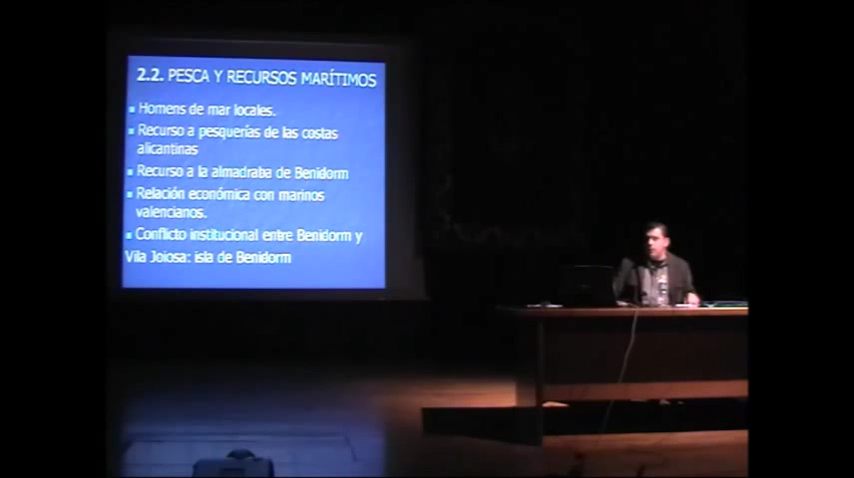 2.2. PESCA Y RECURSOS MARÍTIMOS
Homens de mar locales.
Recurso a pesquerías de las costas
alicantinas
Recurso a la almadraba de Benidorm
Relación económica con marinos
valencianos.
Conflicto institucional entre Benidorm y
Vila Joiosa: isla de Benidorm